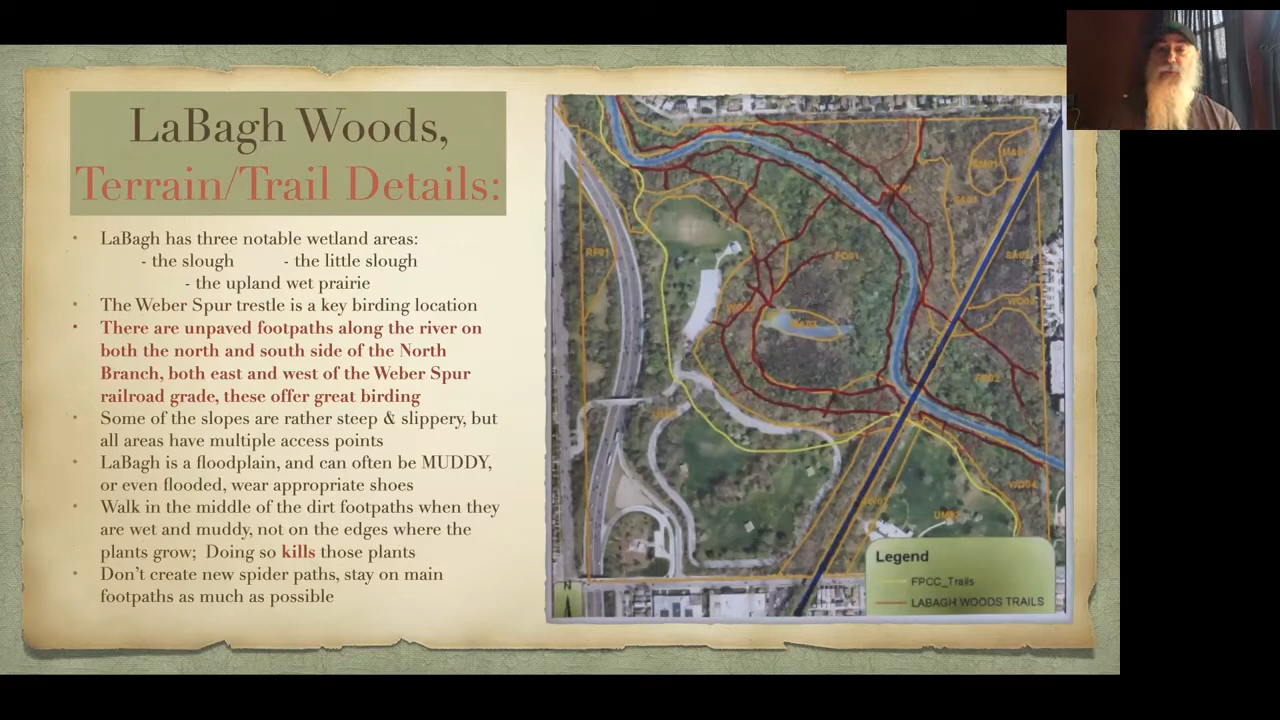 LaBagh Woods,
Terrain/Trail Details:
• LaBagh has three notable wetland areas:
- the slough - the little slough
- the upland wet prairie
• The Weber Spur trestle is a key birding location
• There are unpaved footpaths along the river on
both the north and south side of the North
Branch, both east and west of the Weber Spur
railroad grade, these offer great birding
• Some of the slopes are rather steep & slippery, but
all areas have multiple access points
• LaBagh is a floodplain, and can often be MUDDY,
or even flooded, wear appropriate shoes
• Walk in the middle of the dirt footpaths when they
are wet and muddy, not on the edges where the
plants grow; Doing so kills those plants
• Don't create new spider paths, stay on main
footpaths as much as possible
RF01
FO01
WO04
N
Legend
FPCC_Trails
LABAGH WOODS TRAILS